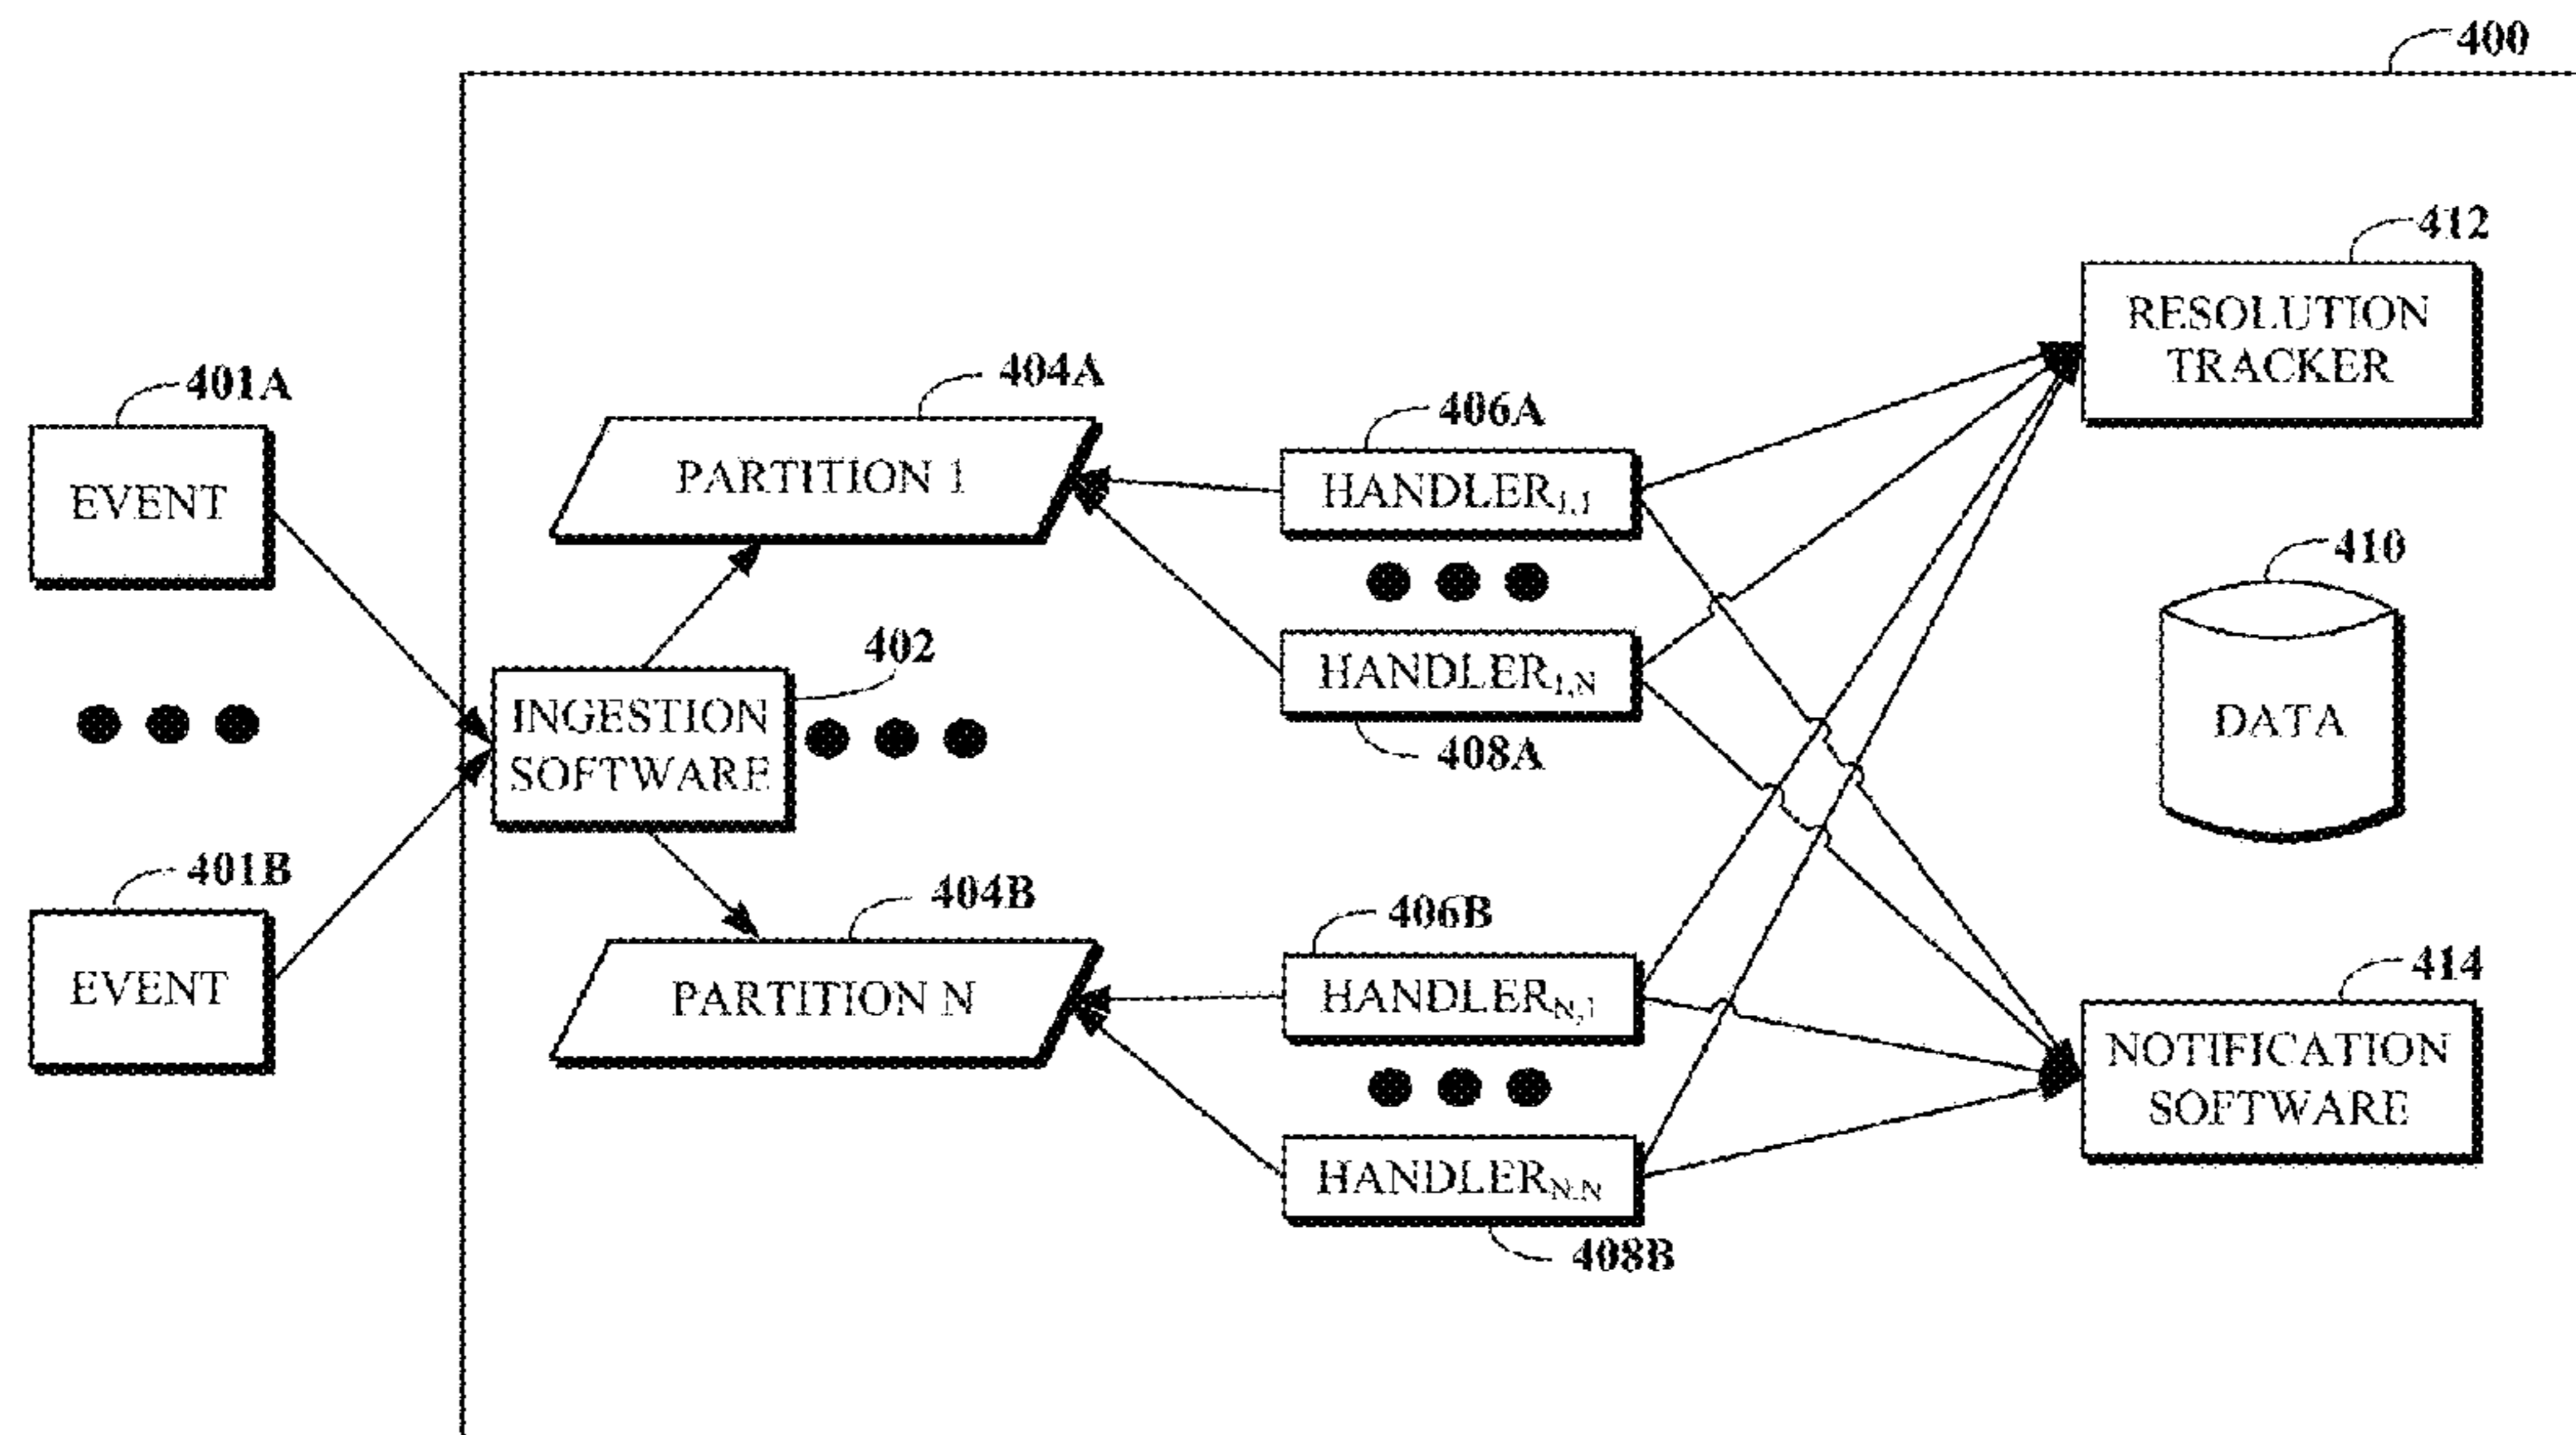 400
412
RESOLUTION
TRACKER
401A
EVENT
404A
PARTITION 1
406A
HANDLER1,1
410
DATA
402
INGESTION
SOFTWARE
HANDLER1,N
408A
401B
EVENT
404B
PARTITION N
406B
HANDLERN,1
414
NOTIFICATION
SOFTWARE
HANDLERN,N
408B